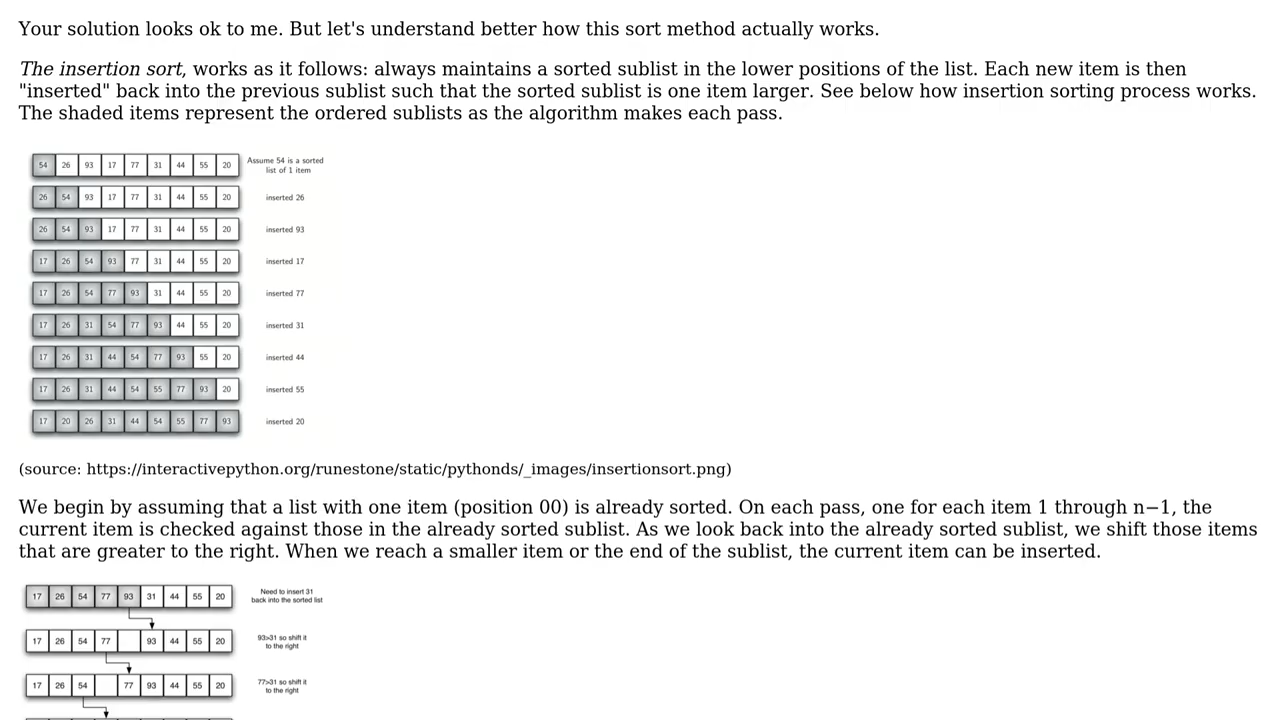 Your solution looks ok to me. But let's understand better how this sort method actually works.
The insertion sort, works as it follows: always maintains a sorted sublist in the lower positions of the list. Each new item is then
"inserted" back into the previous sublist such that the sorted sublist is one item larger. See below how insertion sorting process works.
The shaded items represent the ordered sublists as the algorithm makes each pass.
54 26 93 17 77 31 44 55 20 Assume 54 is a sorted
list of 1 item
26 54 93 17 77 31 44 55 20 inserted 26
26 54 93 17 77 31 44 55 20 inserted 93
17 26 54 93 77 31 44 55 20 inserted 17
17 26 54 77 93 31 44 55 20 inserted 77
17 26 31 54 77 93 44 55 20 inserted 31
17 26 31 44 54 77 93 55 20 inserted 44
17 26 31 44 54 55 77 93 20 inserted 55
17 20 26 31 44 54 55 77 93 inserted 20
(source: https://interactivepython.org/runestone/static/pythonds/_images/insertionsort.png)
We begin by assuming that a list with one item (position 00) is already sorted. On each pass, one for each item 1 through n−1, the
current item is checked against those in the already sorted sublist. As we look back into the already sorted sublist, we shift those items
that are greater to the right. When we reach a smaller item or the end of the sublist, the current item can be inserted.
17 26 54 77 93 31 44 55 20 Need to insert 31
back into the sorted list
17 26 54 77 93 44 55 20 93>31 so shift it
to the right
17 26 54 77 93 44 55 20 77>31 so shift it
to the right